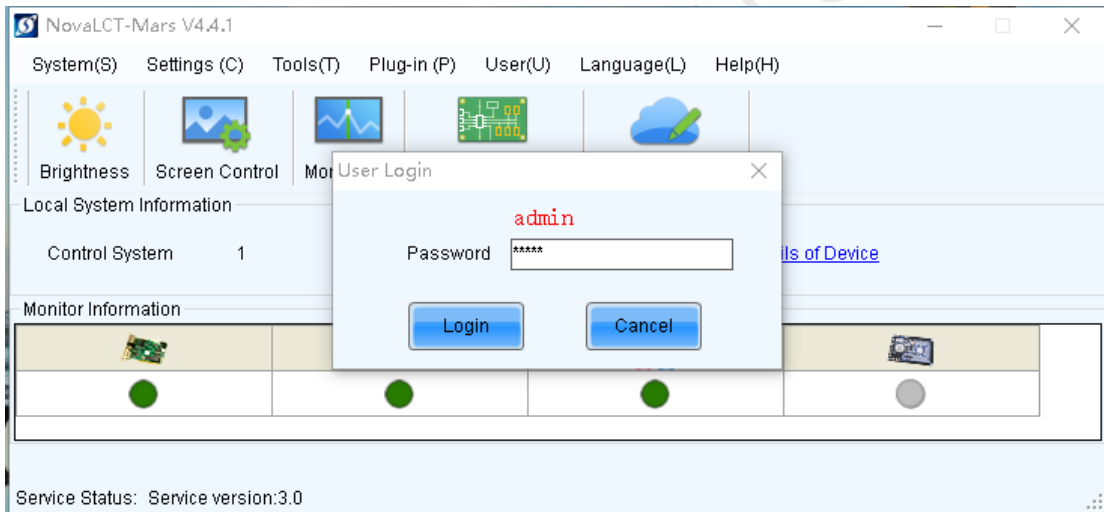 NovaLCT-Mars V4.4.1
System(S) Settings (C) Tools(T) Plug-in (P) User(U) Language(L) Help(H)
Brightness Screen Control Mor
User Login
admin
Password *****
Login Cancel
Local System Information
Control System 1
ils of Device
Monitor Information
Service Status: Service version:3.0